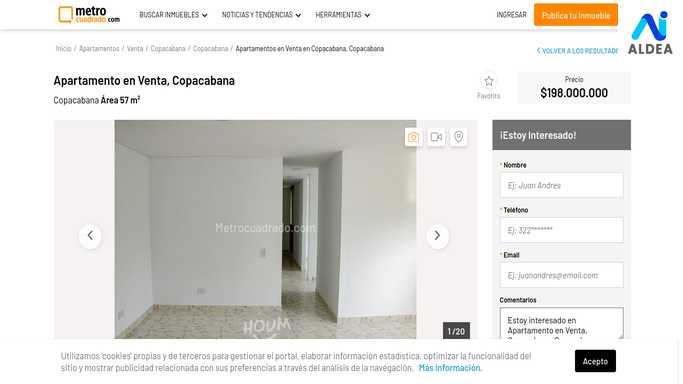 metro
cuadrado.com
BUSCAR INMUEBLES
NOTICIAS Y TENDENCIAS
HERRAMIENTAS
INGRESAR
Publica tu Inmueble
ALDEA
Inicio / Apartamentos / Venta / Copacabana / Copacabana / Apartamentos en Venta en Copacabana, Copacabana
VOLVER A LOS RESULTADO
Apartamento en Venta, Copacabana
Copacabana Área 57 m²
Favorito
Precio
$198.000.000
¡Estoy Interesado!
* Nombre
Ej: Juan Andres
* Teléfono
Ej: 322*******
* Email
Ej: juanandres@email.com
Comentarios
Estoy interesado en
Apartamento en Venta,
Metrocuadrado.com
HOUM
1/20
Utilizamos 'cookies' propias y de terceros para gestionar el portal, elaborar información estadística, optimizar la funcionalidad del
sitio y mostrar publicidad relacionada con sus preferencias a través del análisis de la navegación. Más Información.
Acepto